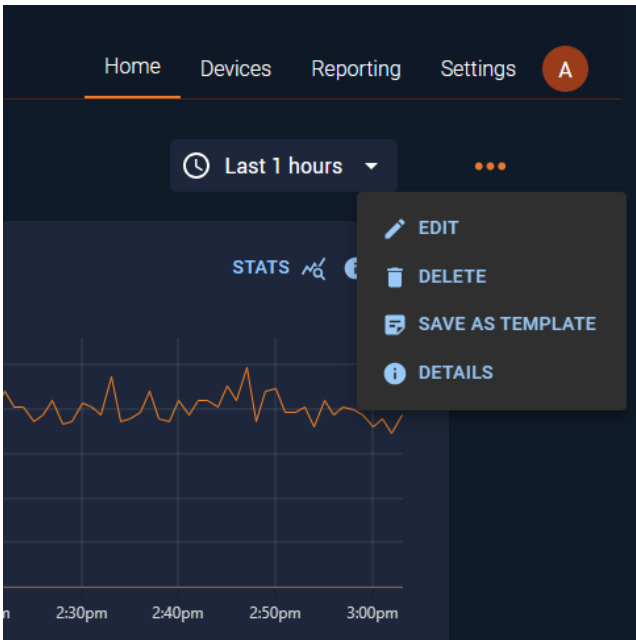 Home Devices Reporting Settings A
Last 1 hours
EDIT
STATS
DELETE
SAVE AS TEMPLATE
DETAILS
2:30pm 2:40pm 2:50pm 3:00pm